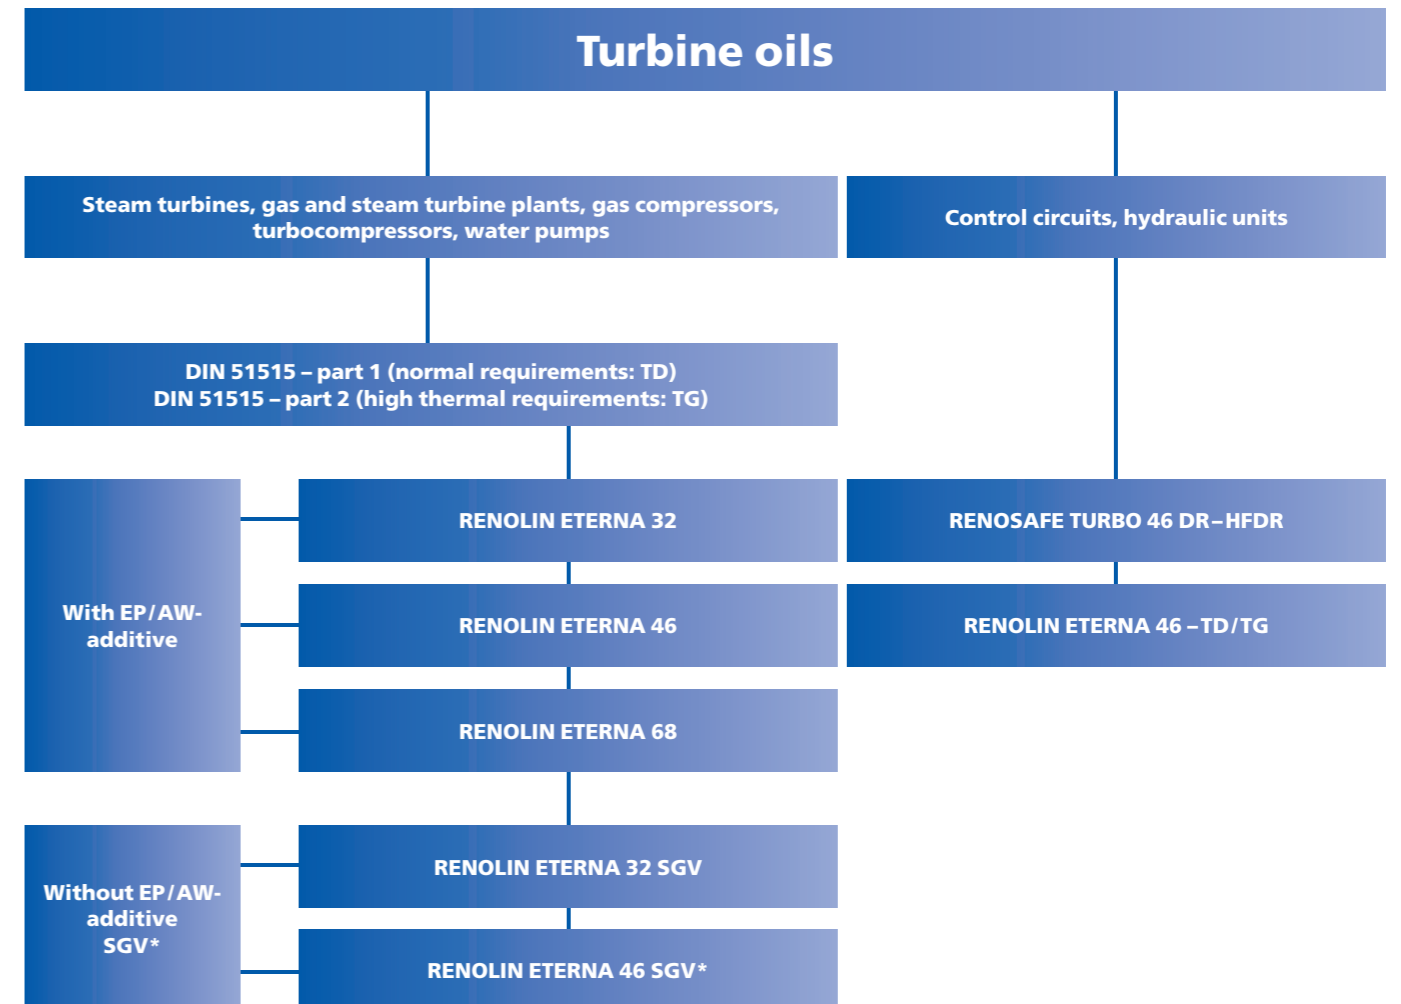 Turbine oils
Steam turbines, gas and steam turbine plants, gas compressors,
turbocompressors, water pumps
Control circuits, hydraulic units
DIN 51515 – part 1 (normal requirements: TD)
DIN 51515 – part 2 (high thermal requirements: TG)
With EP/AW-
additive
RENOLIN ETERNA 32
RENOLIN ETERNA 46
RENOLIN ETERNA 68
RENOSAFE TURBO 46 DR – HFDR
RENOLIN ETERNA 46 – TD/TG
Without EP/AW-
additive
SGV*
RENOLIN ETERNA 32 SGV
RENOLIN ETERNA 46 SGV*